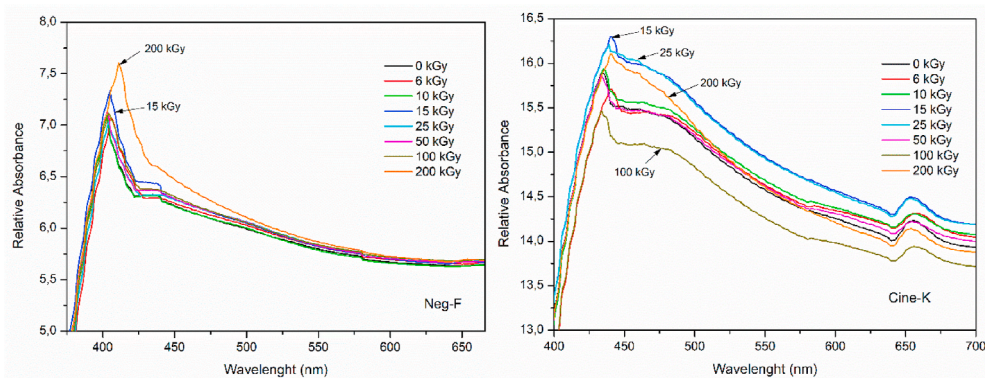 8,0
7,5
7,0
6,5
6,0
5,5
5,0
Relative Absorbance
200 kGy
15 kGy
0 kGy
6 kGy
10 kGy
15 kGy
25 kGy
50 kGy
100 kGy
200 kGy
Neg-F
400 450 500 550 600 650
Wavelenght (nm)
16,5
16,0
15,5
15,0
14,5
14,0
13,5
13,0
Relative Absorbance
15 kGy
25 kGy
200 kGy
100 kGy
0 kGy
6 kGy
10 kGy
15 kGy
25 kGy
50 kGy
100 kGy
200 kGy
Cine-K
400 450 500 550 600 650 700
Wavelenght (nm)